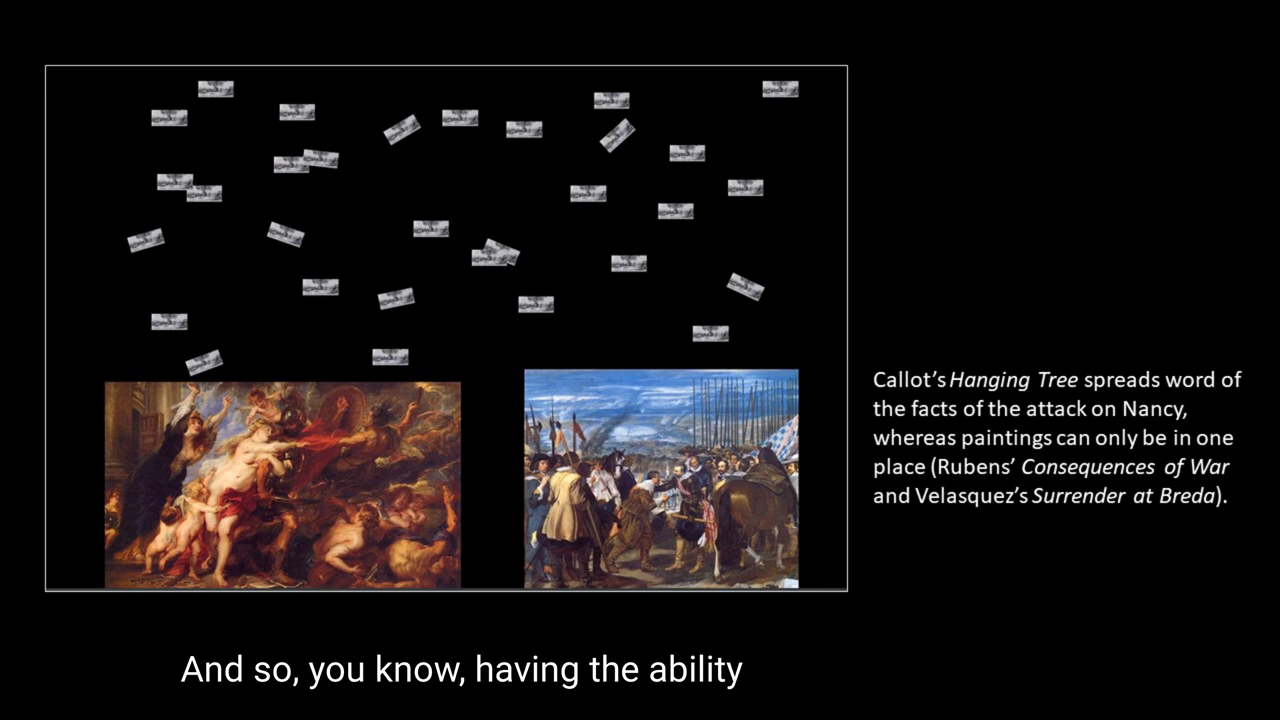 Callot's Hanging Tree spreads word of
the facts of the attack on Nancy,
whereas paintings can only be in one
place (Rubens' Consequences of War
and Velasquez's Surrender at Breda).
And so, you know, having the ability